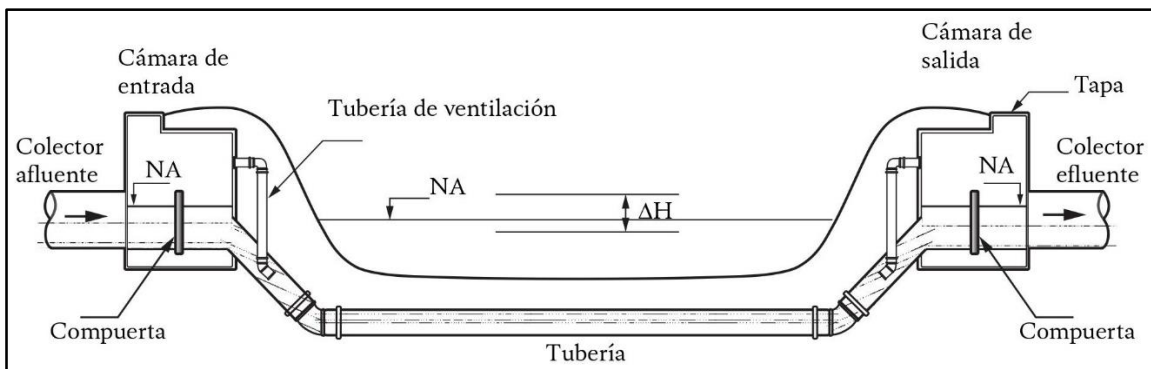 Cámara de
entrada
Cámara de
salida
Tapa
Tubería de ventilación
Colector
afluente
NA
NA
ΔH
NA
Colector
efluente
Compuerta
Tubería
Compuerta